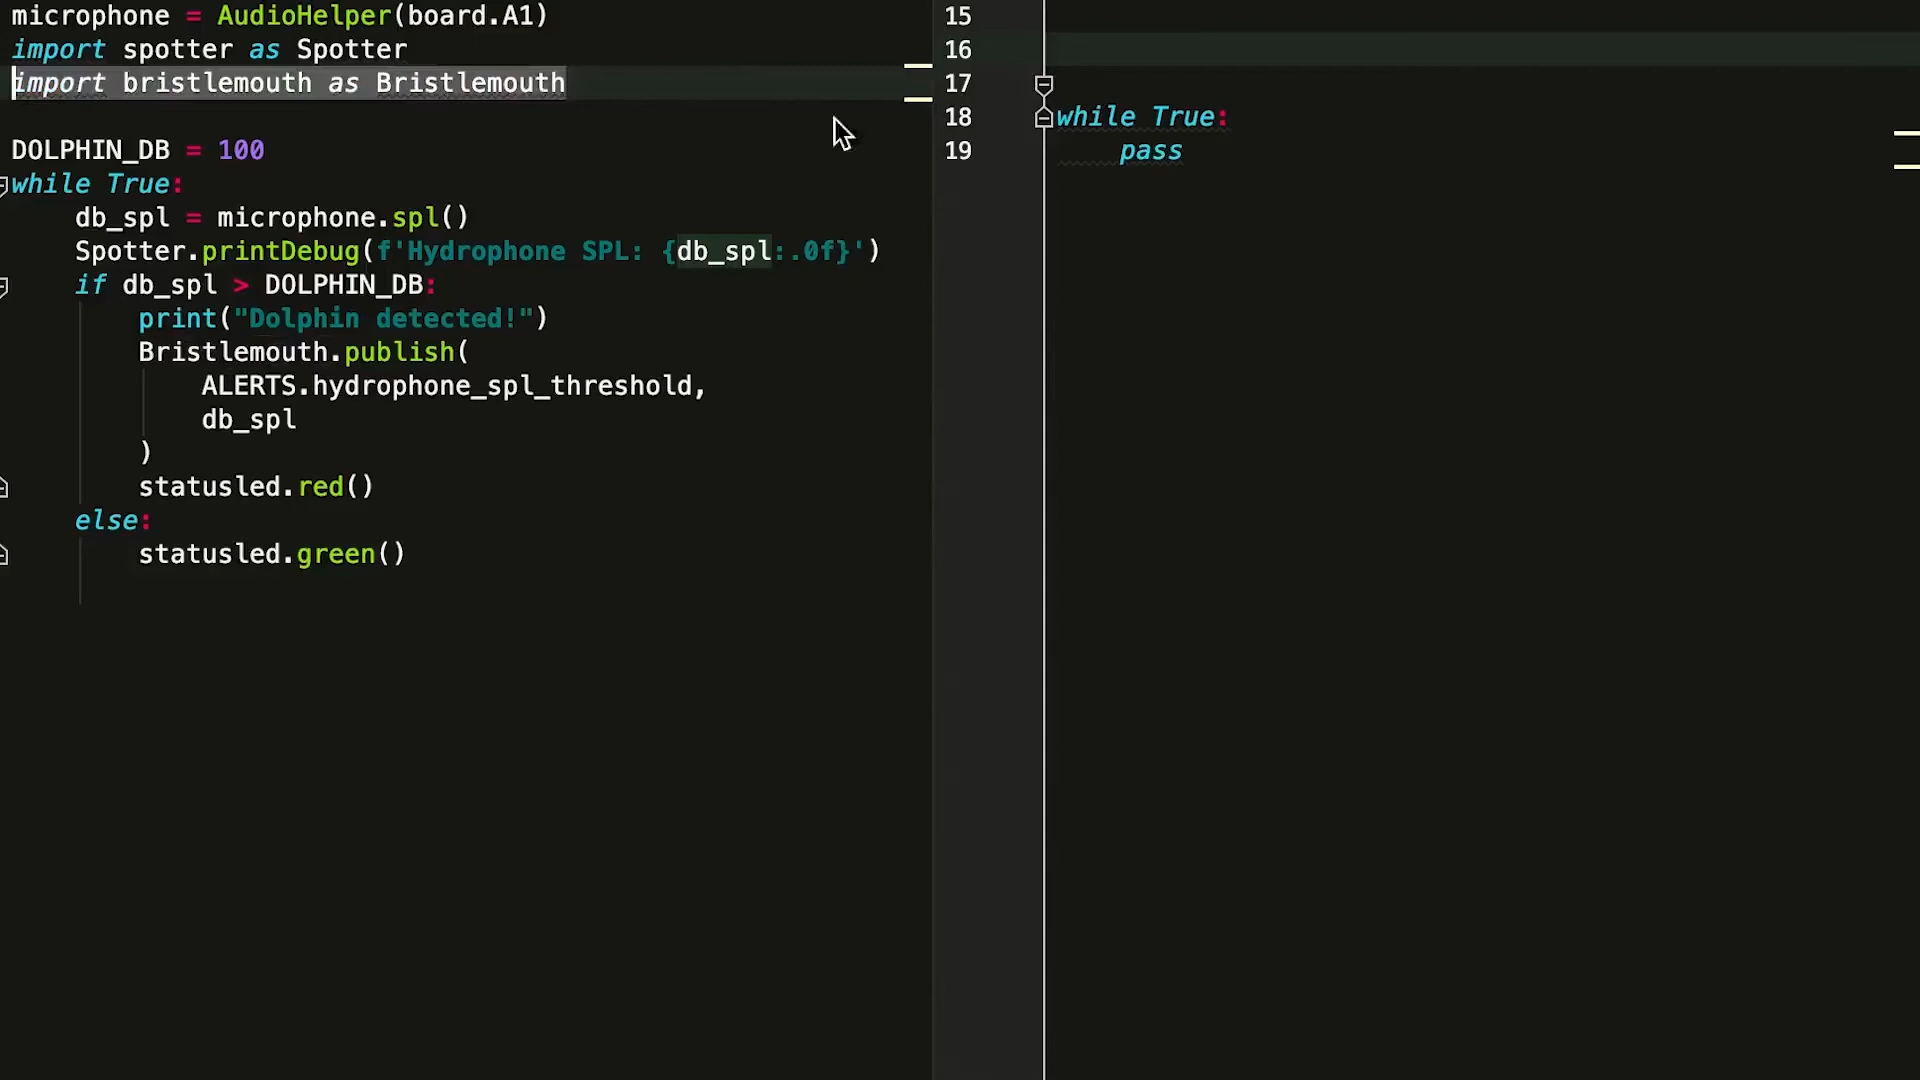 microphone = AudioHelper(board.A1)
import spotter as Spotter
import bristlemouth as Bristlemouth
DOLPHIN_DB = 100
while True:
    db_spl = microphone.spl()
    Spotter.printDebug(f'Hydrophone SPL: {db_spl:.0f}')
    if db_spl > DOLPHIN_DB:
        print("Dolphin detected!")
        Bristlemouth.publish(
            ALERTS.hydrophone_spl_threshold,
            db_spl
        )
        statusled.red()
    else:
        statusled.green()
15
16
17
18 while True:
19     pass